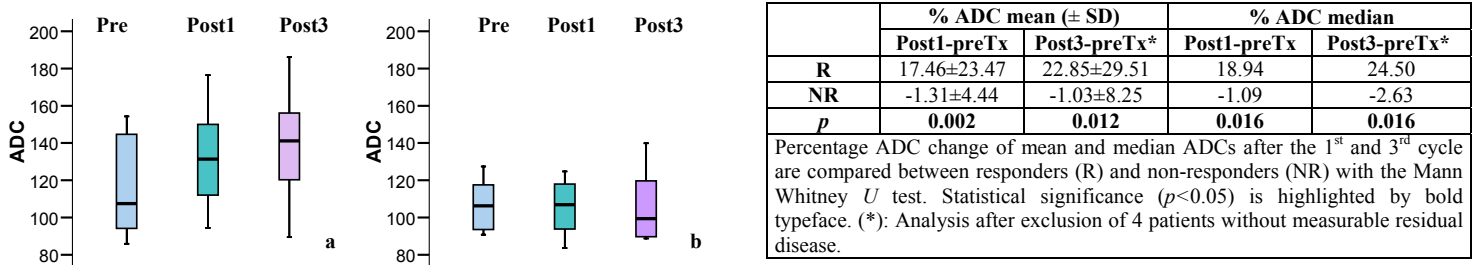 Pre Post1 Post3
200
180
160
140
120
100
80
ADC
a
Pre Post1 Post3
200
180
160
140
120
100
80
ADC
b
% ADC mean (± SD) % ADC median
Post1-preTx Post3-preTx* Post1-preTx Post3-preTx*
R 17.46±23.47 22.85±29.51 18.94 24.50
NR -1.31±4.44 -1.03±8.25 -1.09 -2.63
p 0.002 0.012 0.016 0.016
Percentage ADC change of mean and median ADCs after the 1st and 3rd cycle
are compared between responders (R) and non-responders (NR) with the Mann
Whitney U test. Statistical significance (p<0.05) is highlighted by bold
typeface. (*): Analysis after exclusion of 4 patients without measurable residual
disease.